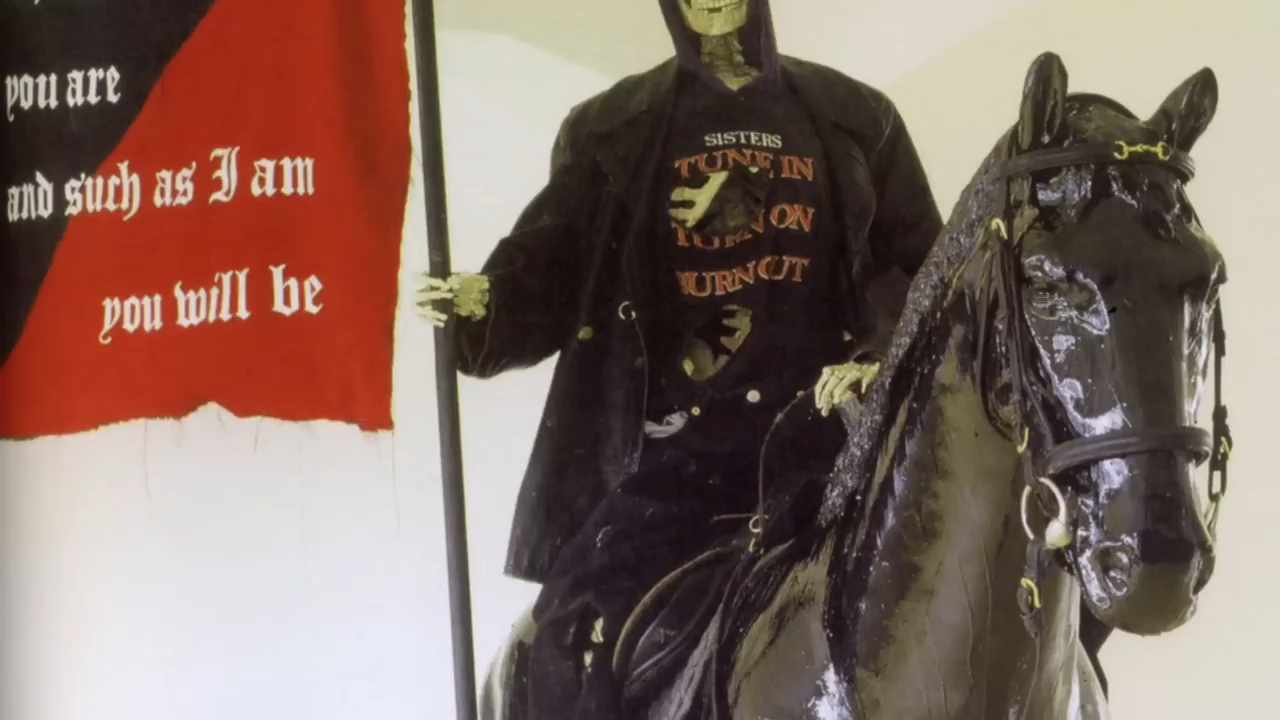 you are
and such as I am
you will be
SISTERS
TUNE IN
TURN ON
BURN OUT